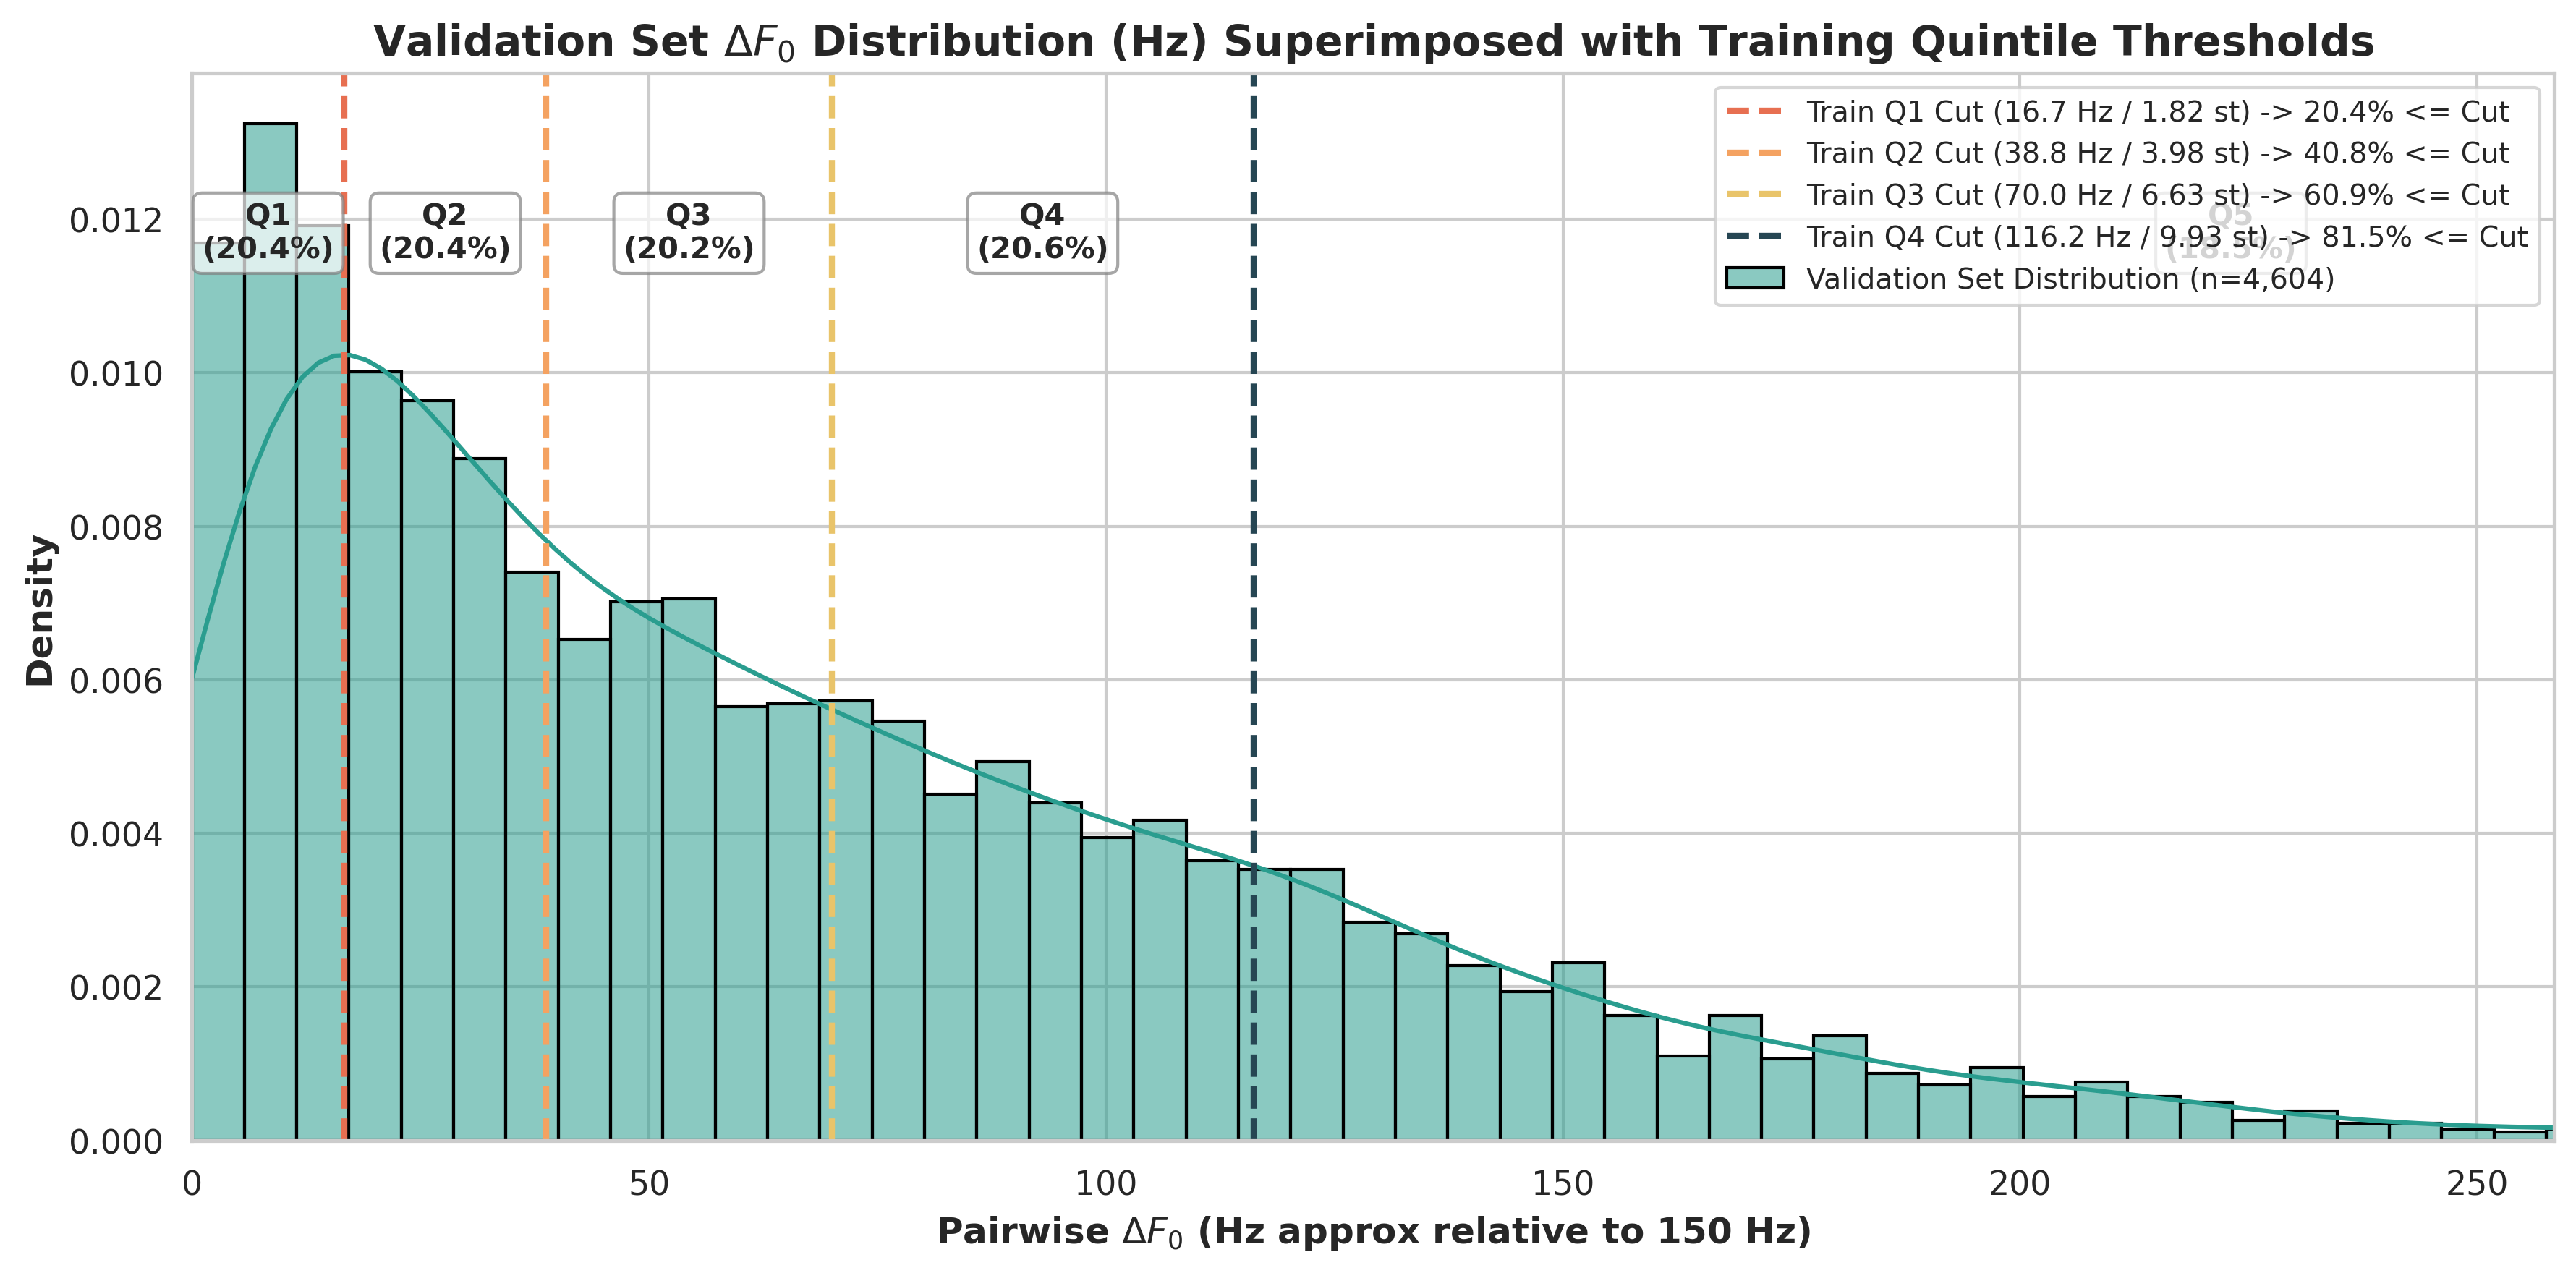 Validation Set ΔF₀ Distribution (Hz) Superimposed with Training Quintile Thresholds
Train Q1 Cut (16.7 Hz / 1.82 st) -> 20.4% <= Cut
Train Q2 Cut (38.8 Hz / 3.98 st) -> 40.8% <= Cut
Train Q3 Cut (70.0 Hz / 6.63 st) -> 60.9% <= Cut
Train Q4 Cut (116.2 Hz / 9.93 st) -> 81.5% <= Cut
Validation Set Distribution (n=4,604)
Q1
(20.4%)
Q2
(20.4%)
Q3
(20.2%)
Q4
(20.6%)
Q5
(18.5%)
Density
0.012
0.010
0.008
0.006
0.004
0.002
0.000
0
50
100
150
200
250
Pairwise ΔF₀ (Hz approx relative to 150 Hz)